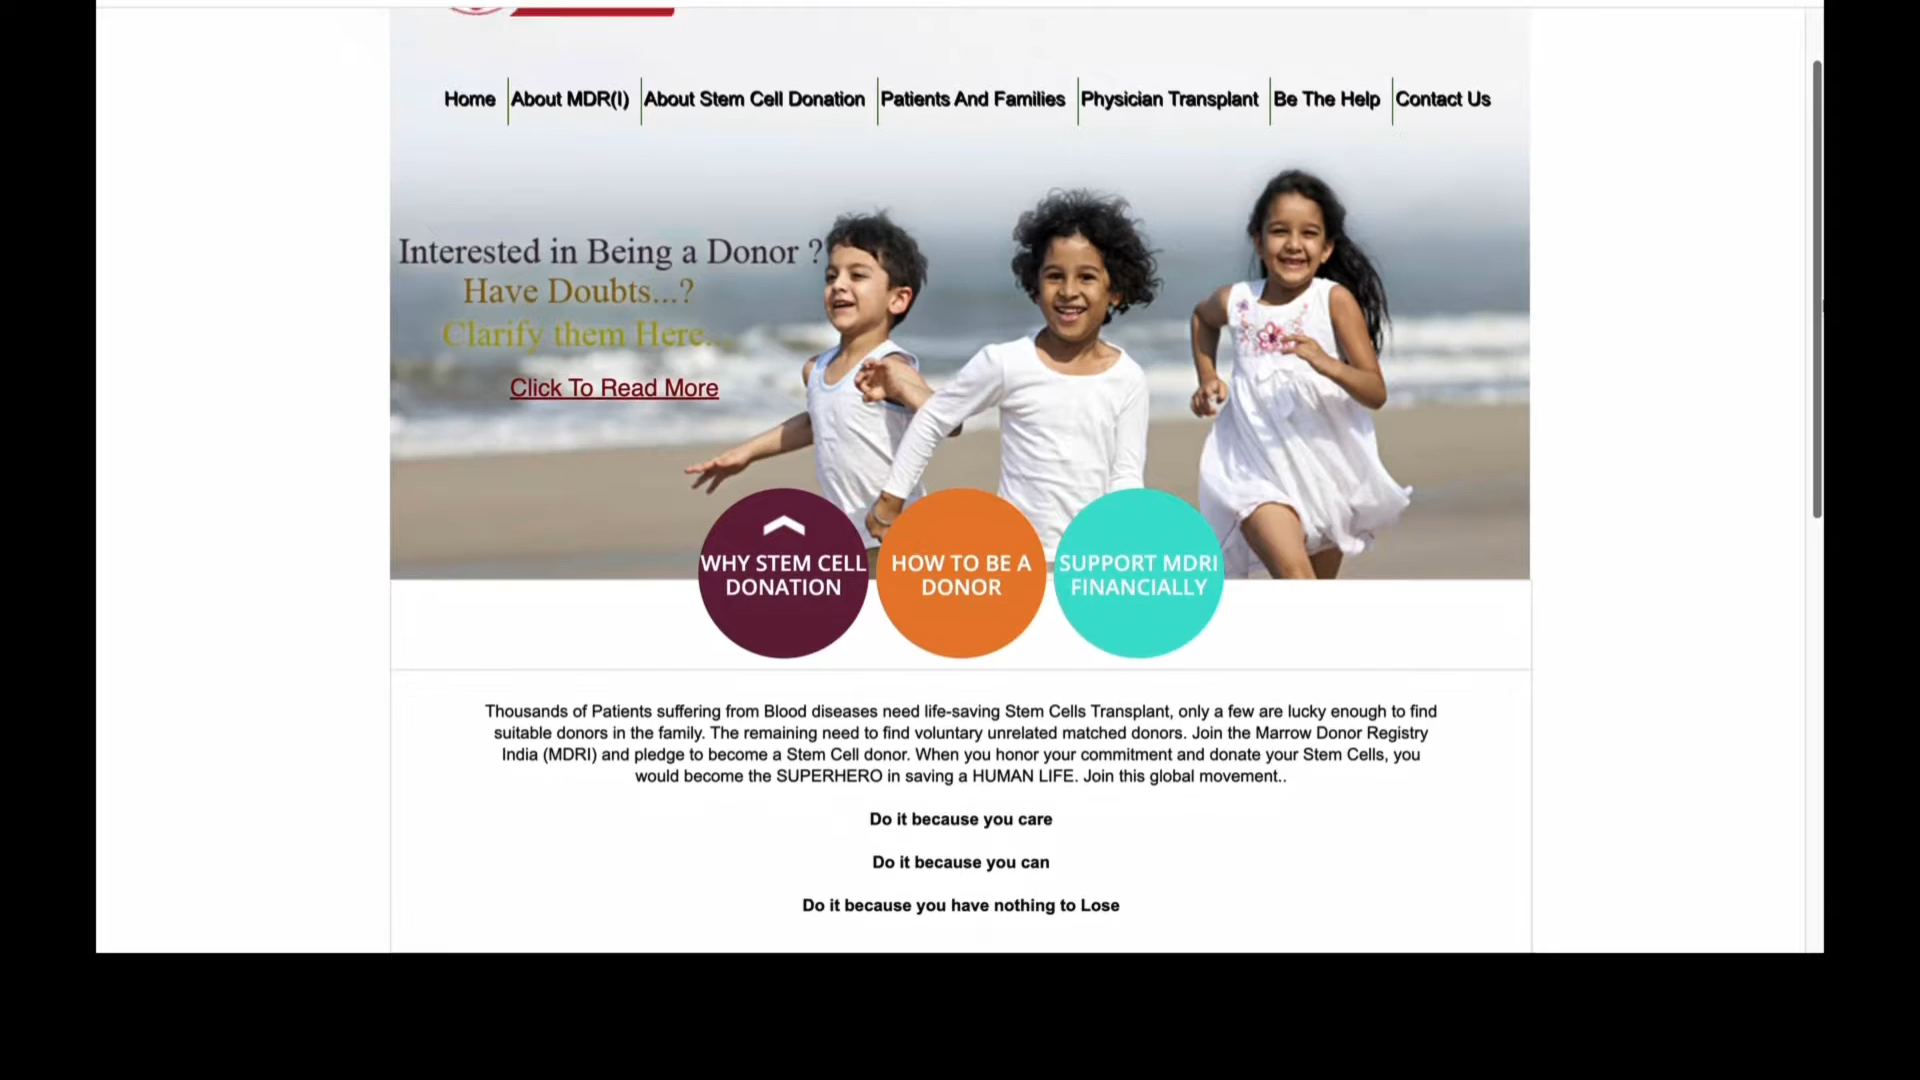 Home About MDR(I) About Stem Cell Donation Patients And Families Physician Transplant Be The Help Contact Us
Interested in Being a Donor ?
Have Doubts...?
Clarify them Here...
Click To Read More
WHY STEM CELL
DONATION
HOW TO BE A
DONOR
SUPPORT MDRI
FINANCIALLY
Thousands of Patients suffering from Blood diseases need life-saving Stem Cells Transplant, only a few are lucky enough to find
suitable donors in the family. The remaining need to find voluntary unrelated matched donors. Join the Marrow Donor Registry
India (MDRI) and pledge to become a Stem Cell donor. When you honor your commitment and donate your Stem Cells, you
would become the SUPERHERO in saving a HUMAN LIFE. Join this global movement..
Do it because you care
Do it because you can
Do it because you have nothing to Lose